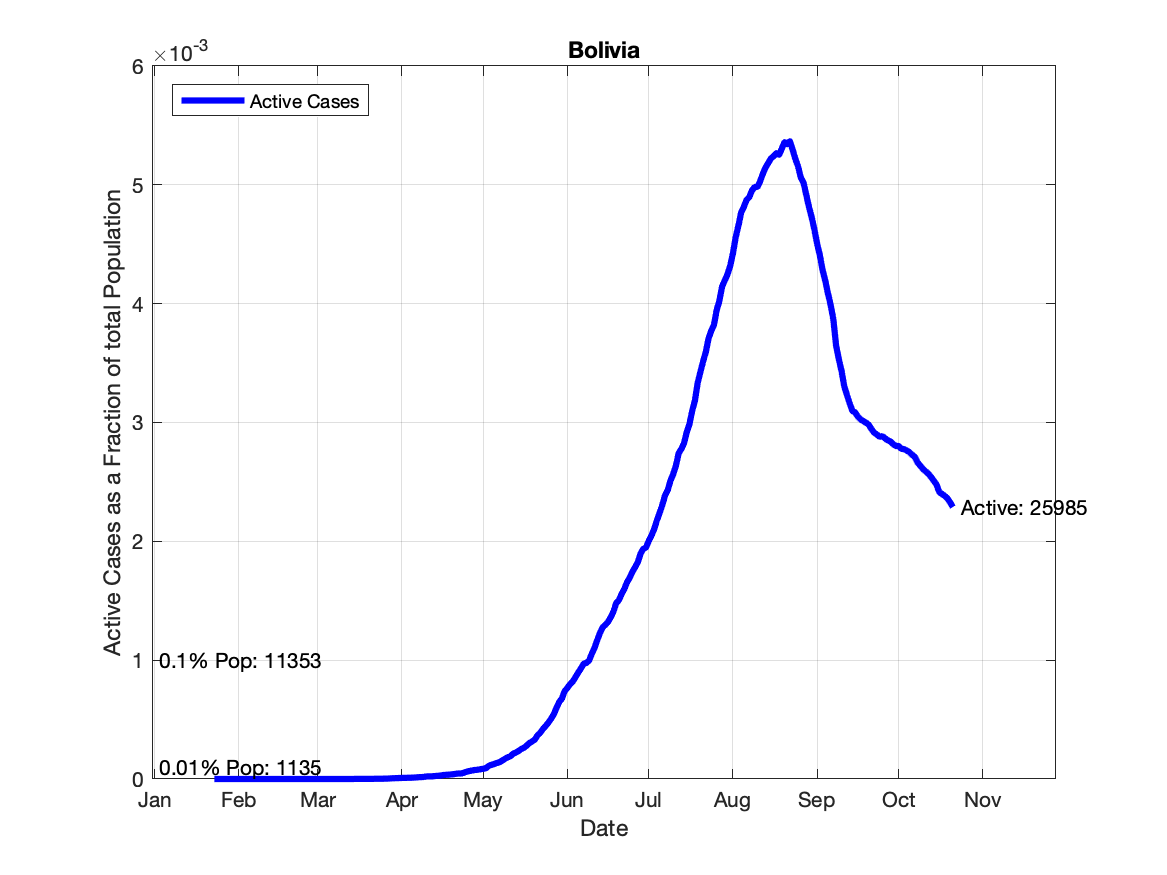 Bolivia
×10-3
Active Cases
6
5
4
3
2
1
0
Active Cases as a Fraction of total Population
0.1% Pop: 11353
0.01% Pop: 1135
Active: 25985
Jan Feb Mar Apr May Jun Jul Aug Sep Oct Nov
Date